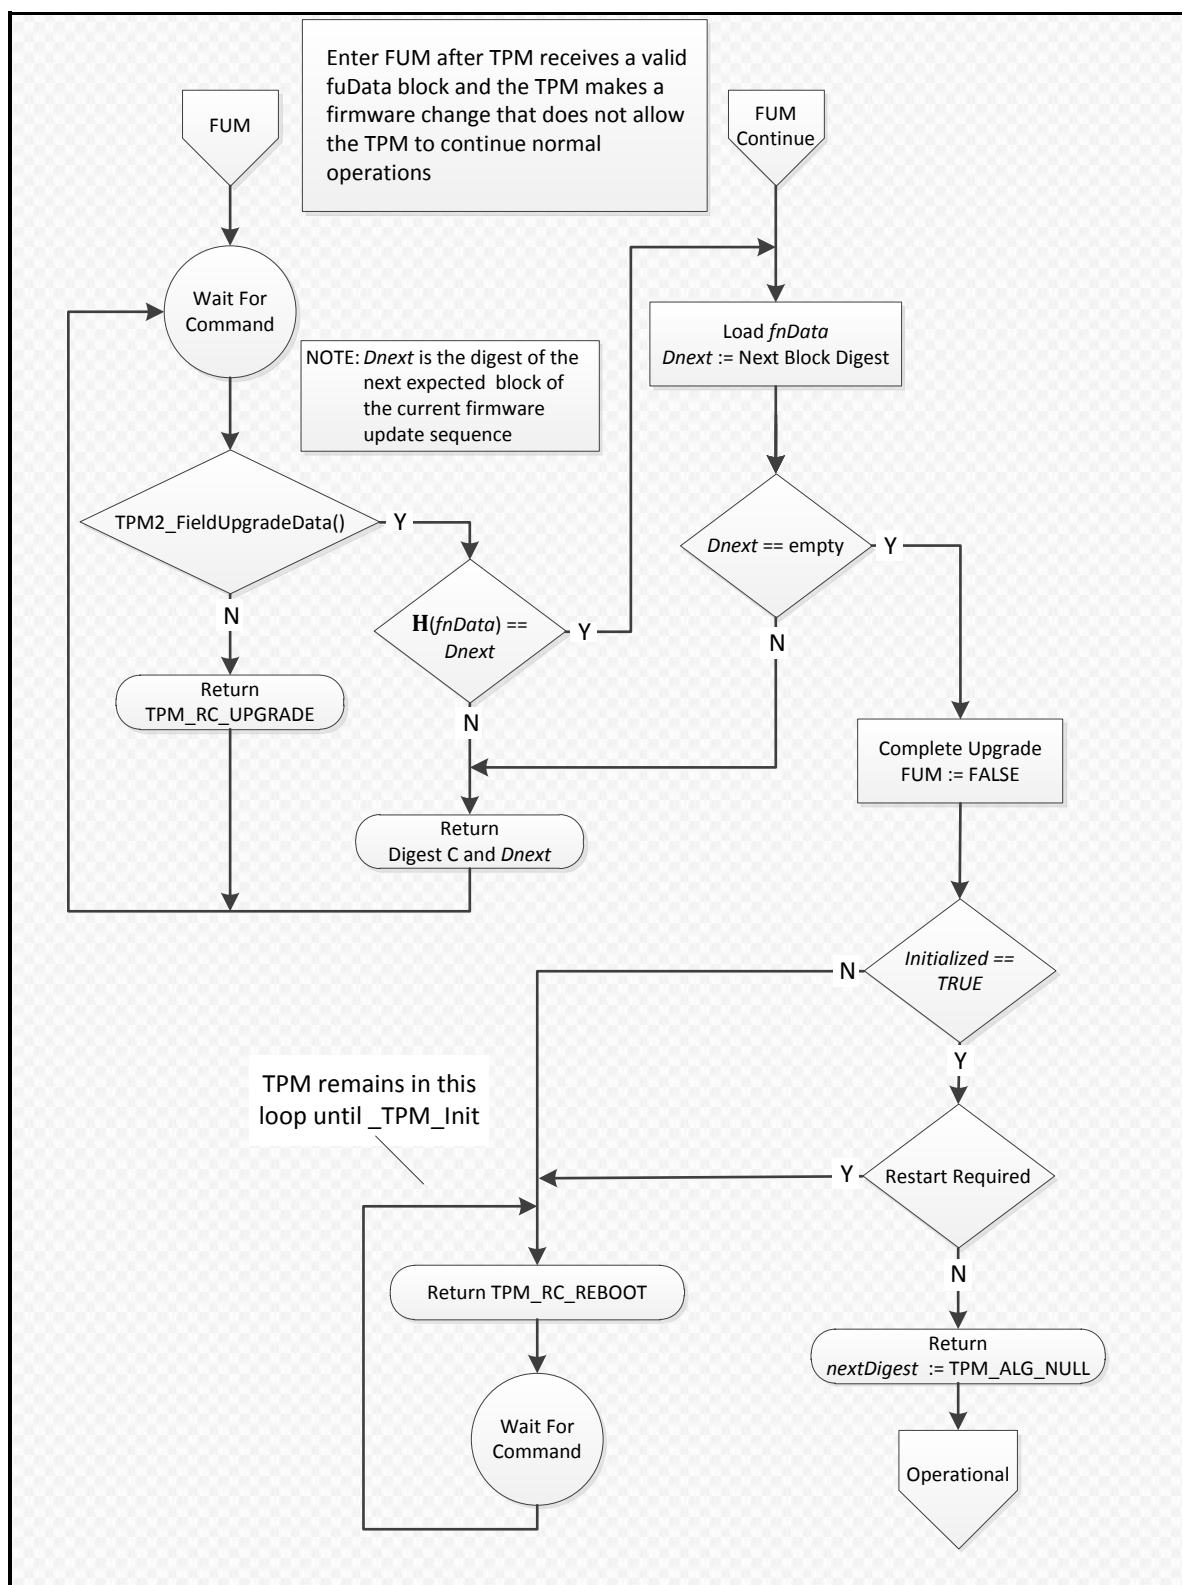 Enter FUM after TPM receives a valid
fuData block and the TPM makes a
firmware change that does not allow
the TPM to continue normal
operations
FUM
FUM
Continue
Wait For
Command
Load fnData
Dnext := Next Block Digest
NOTE: Dnext is the digest of the
next expected block of
the current firmware
update sequence
TPM2_FieldUpgradeData()
Y
N
H(fnData) ==
Dnext
Y
N
Dnext == empty
Y
N
Return
TPM_RC_UPGRADE
Return
Digest C and Dnext
Complete Upgrade
FUM := FALSE
Initialized ==
TRUE
N
Y
TPM remains in this
loop until _TPM_Init
Restart Required
Y
N
Return TPM_RC_REBOOT
Return
nextDigest := TPM_ALG_NULL
Wait For
Command
Operational